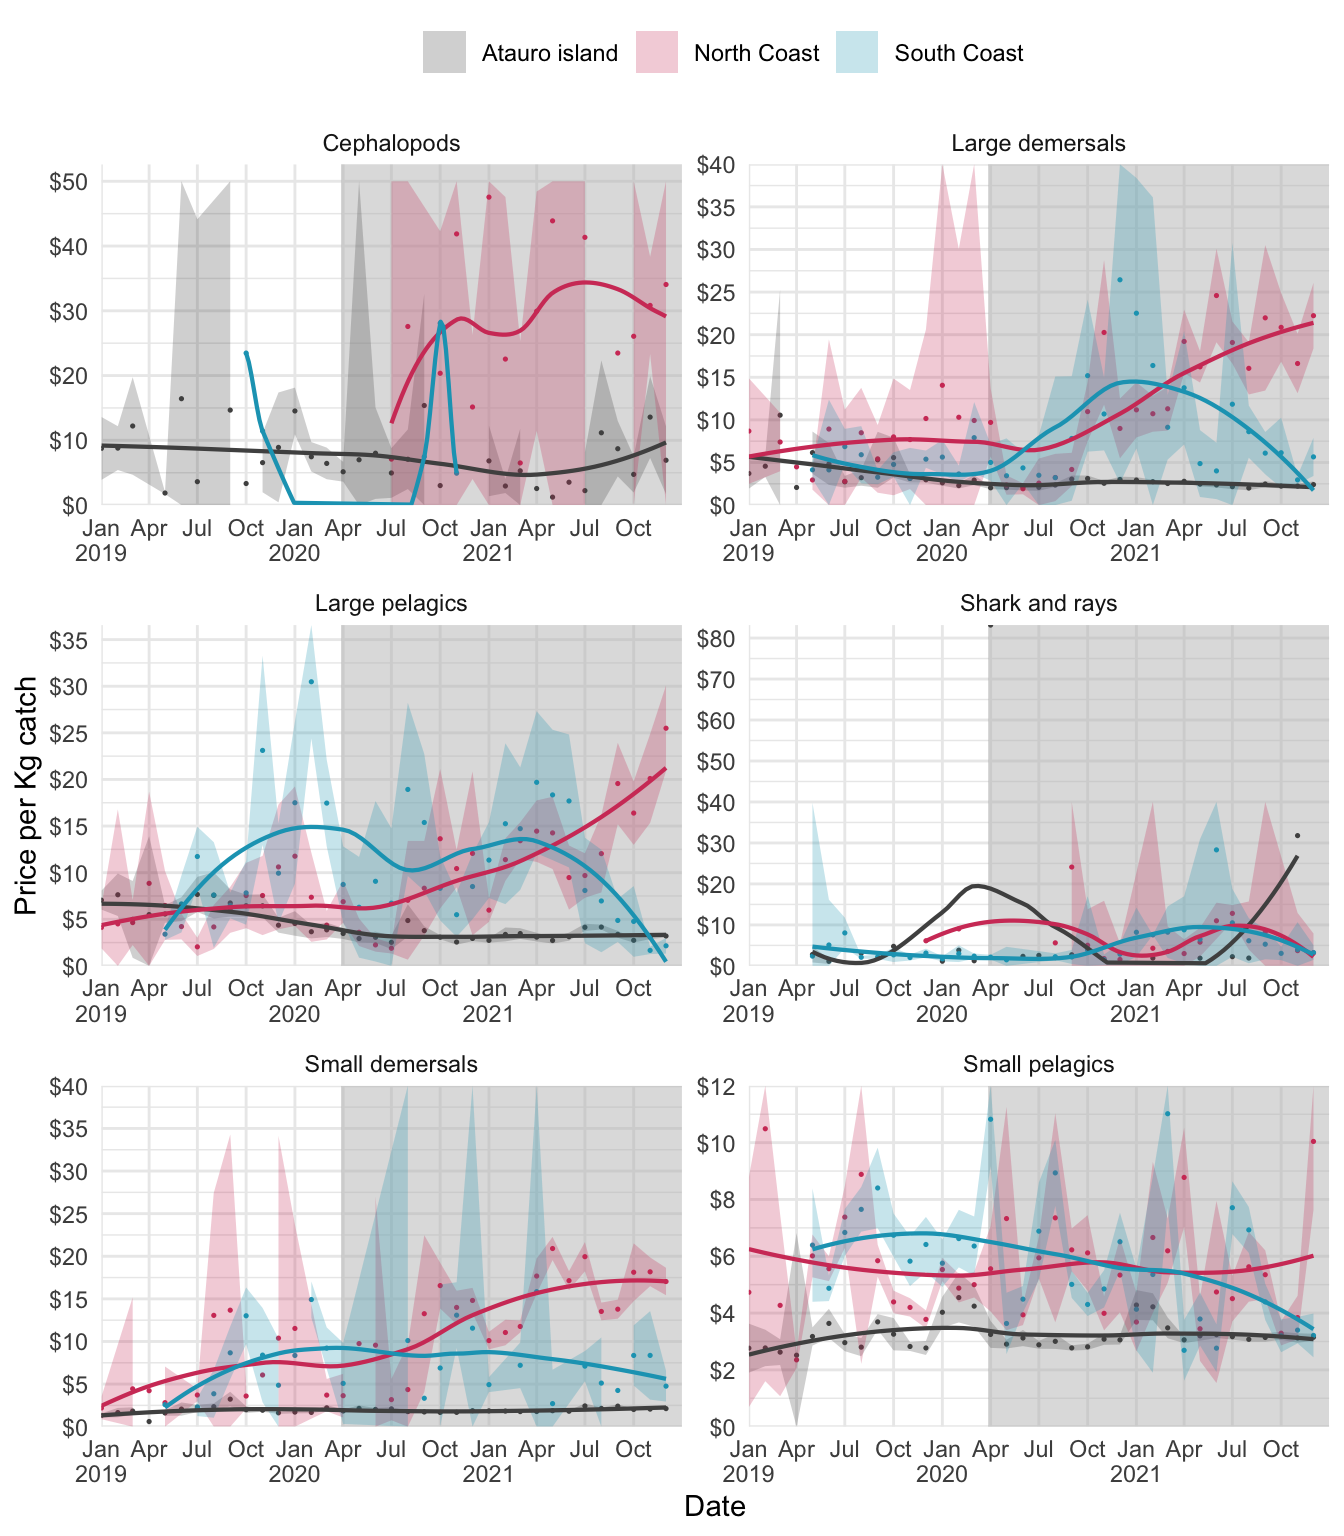 Atauro island North Coast South Coast
Cephalopods
$50
$40
$30
$20
$10
$0
Jan Apr Jul Oct Jan Apr Jul Oct Jan Apr Jul Oct
2019 2020 2021
Large demersals
$40
$35
$30
$25
$20
$15
$10
$5
$0
Jan Apr Jul Oct Jan Apr Jul Oct Jan Apr Jul Oct
2019 2020 2021
Price per Kg catch
Large pelagics
$35
$30
$25
$20
$15
$10
$5
$0
Jan Apr Jul Oct Jan Apr Jul Oct Jan Apr Jul Oct
2019 2020 2021
Shark and rays
$80
$70
$60
$50
$40
$30
$20
$10
$0
Jan Apr Jul Oct Jan Apr Jul Oct Jan Apr Jul Oct
2019 2020 2021
Small demersals
$40
$35
$30
$25
$20
$15
$10
$5
$0
Jan Apr Jul Oct Jan Apr Jul Oct Jan Apr Jul Oct
2019 2020 2021
Small pelagics
$12
$10
$8
$6
$4
$2
$0
Jan Apr Jul Oct Jan Apr Jul Oct Jan Apr Jul Oct
2019 2020 2021
Date